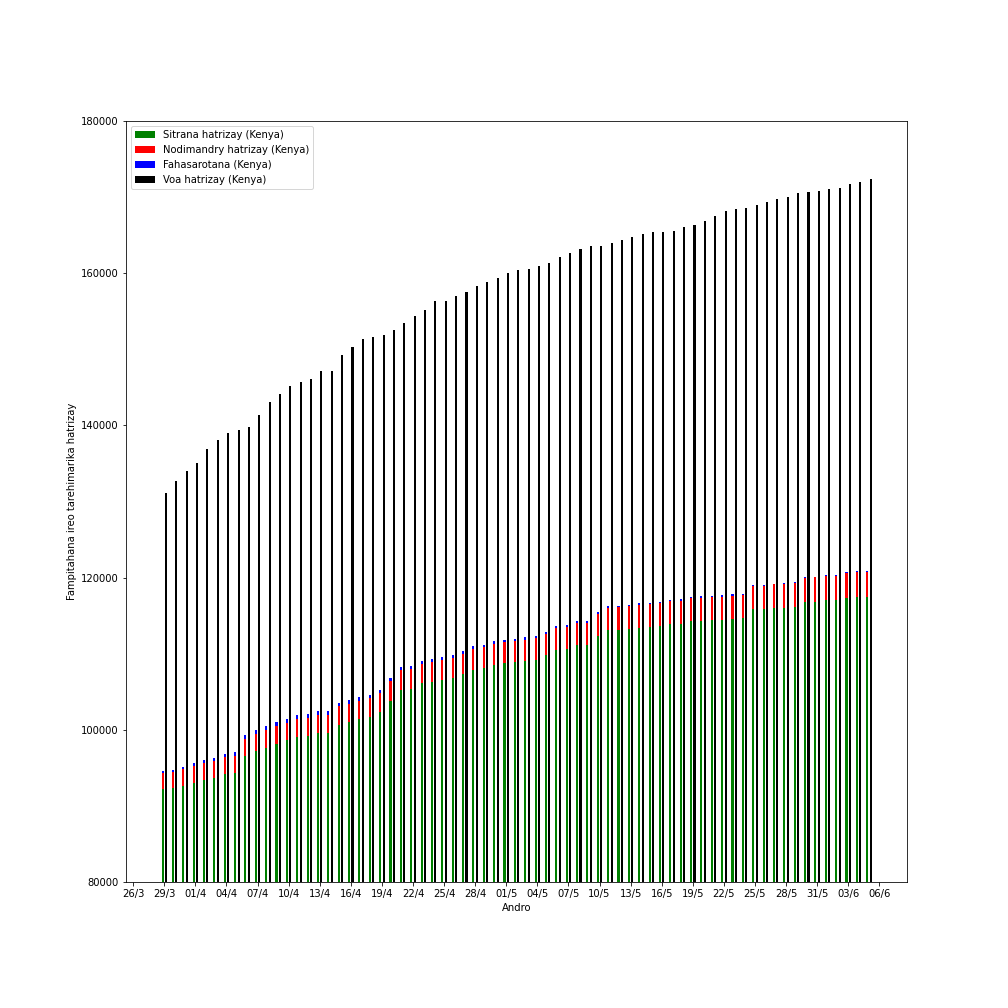 180000
Sitrana hatrizay (Kenya)
Nodimandry hatrizay (Kenya)
Fahasarotana (Kenya)
Voa hatrizay (Kenya)
160000
140000
Fampitahana ireo tarehimarika hatrizay
120000
100000
80000
26/3 29/3 01/4 04/4 07/4 10/4 13/4 16/4 19/4 22/4 25/4 28/4 01/5 04/5 07/5 10/5 13/5 16/5 19/5 22/5 25/5 28/5 31/5 03/6 06/6
Andro